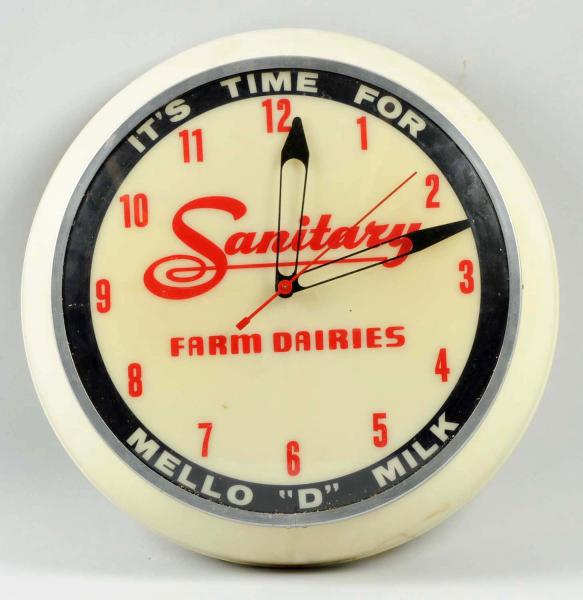 IT'S TIME FOR
12
11 1
10 2
Sanitary
9 3
FARM DAIRIES
8 4
7 5
6
MELLO "D" MILK